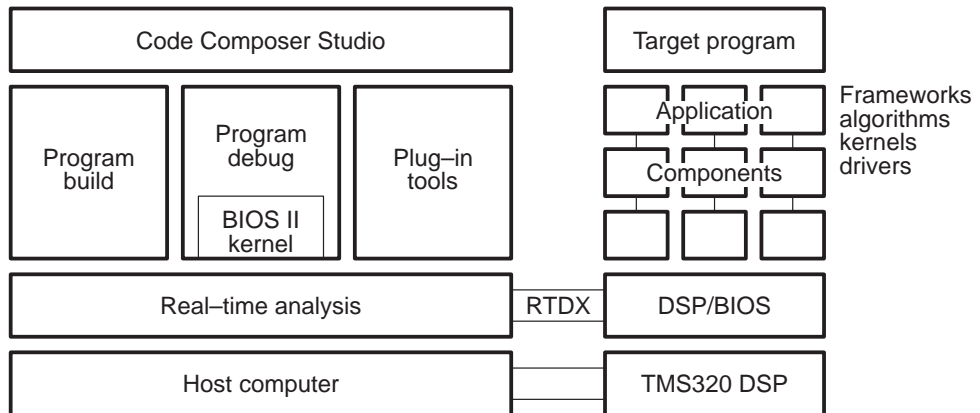 Code Composer Studio
Target program
Program
build
Program
debug
BIOS II
kernel
Plug–in
tools
Application
Components
Frameworks
algorithms
kernels
drivers
Real–time analysis
RTDX
DSP/BIOS
Host computer
TMS320 DSP